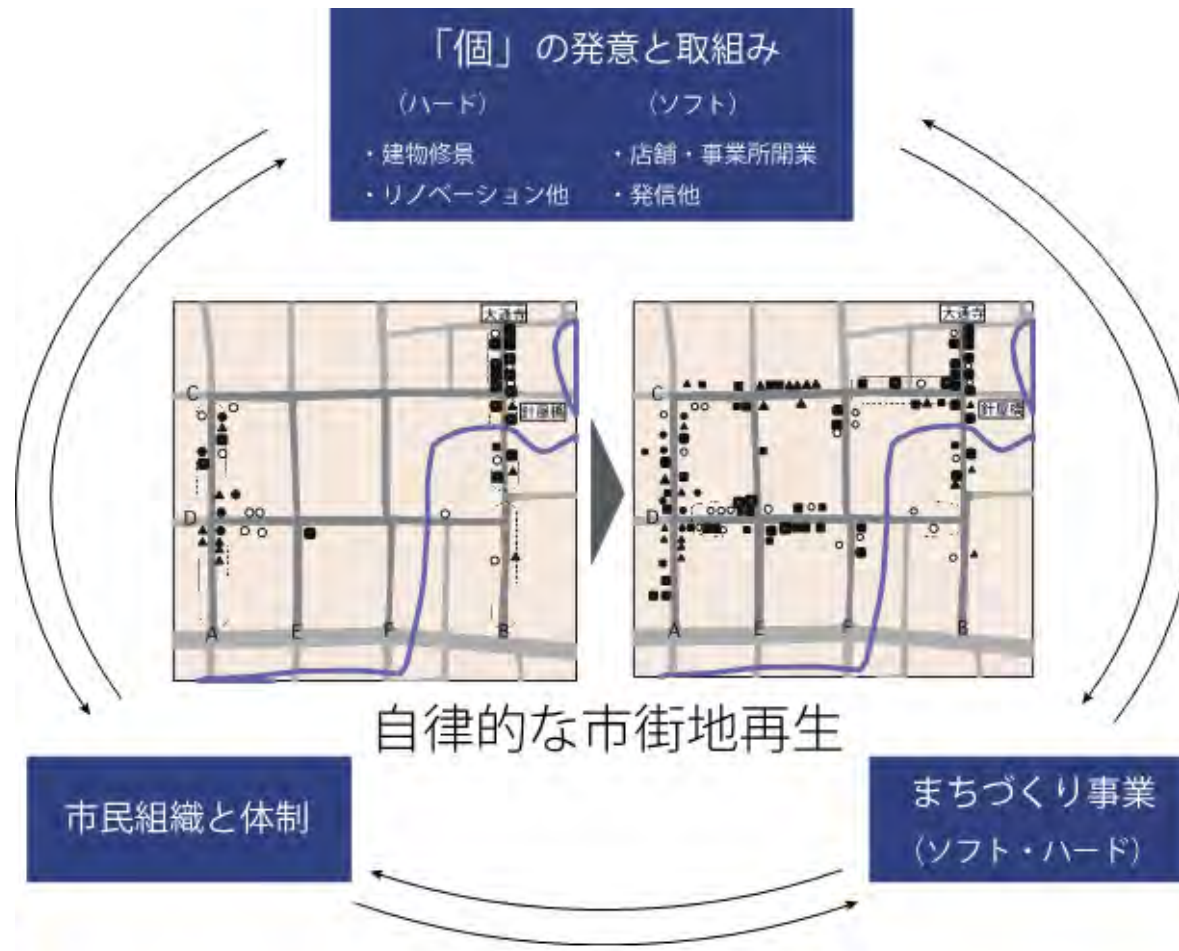 「個」の発意と取組み
（ハード）
（ソフト）
・建物修景
・店舗・事業所開業
・リノベーション他
・発信他
大通寺
C
針屋橋
D
A
E
F
B
大通寺
C
針屋橋
D
A
E
F
B
自律的な市街地再生
市民組織と体制
まちづくり事業
（ソフト・ハード）